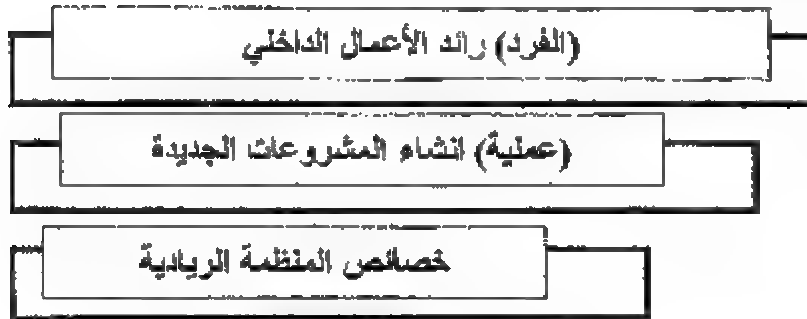 (الفرد) رائد الأعمال الداخلي
(عملية) انشاء المشروعات الجديدة
خصائص المنظمة الريادية